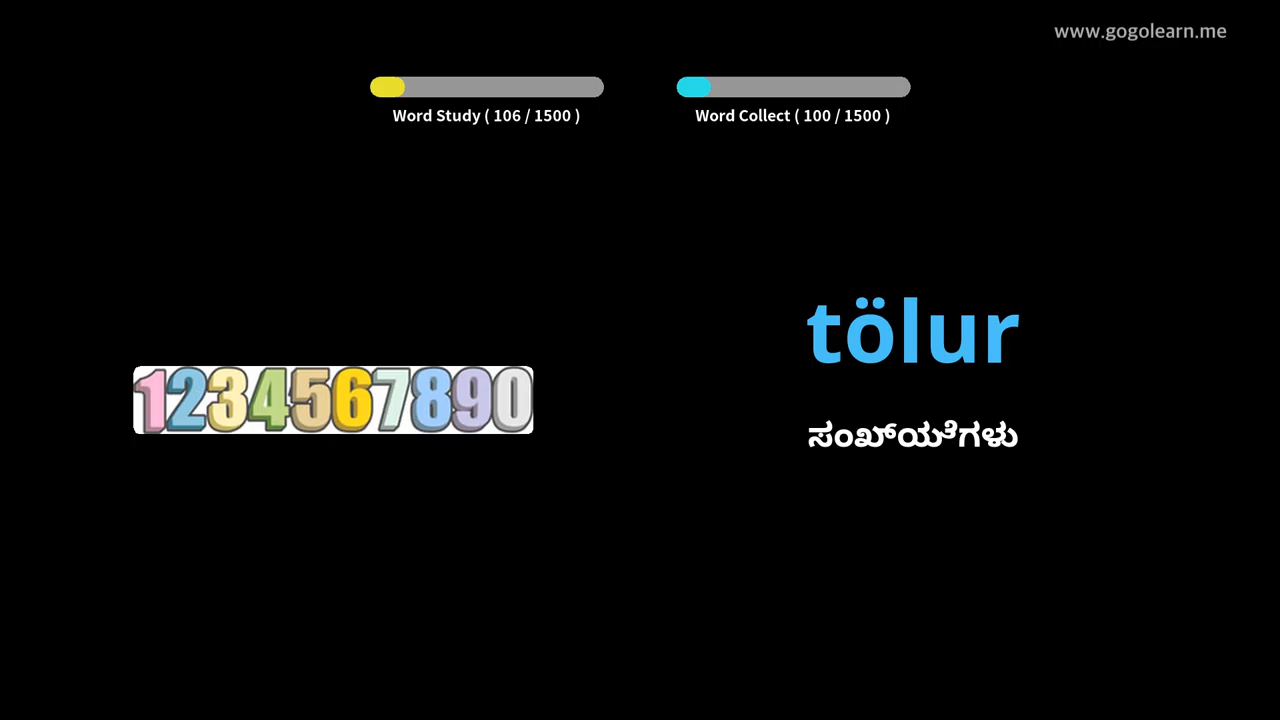 www.gogolearn.me
Word Study ( 106 / 1500 )
Word Collect ( 100 / 1500 )
1234567890
tölur
ಸಂಖ್ಯೆಗಳು